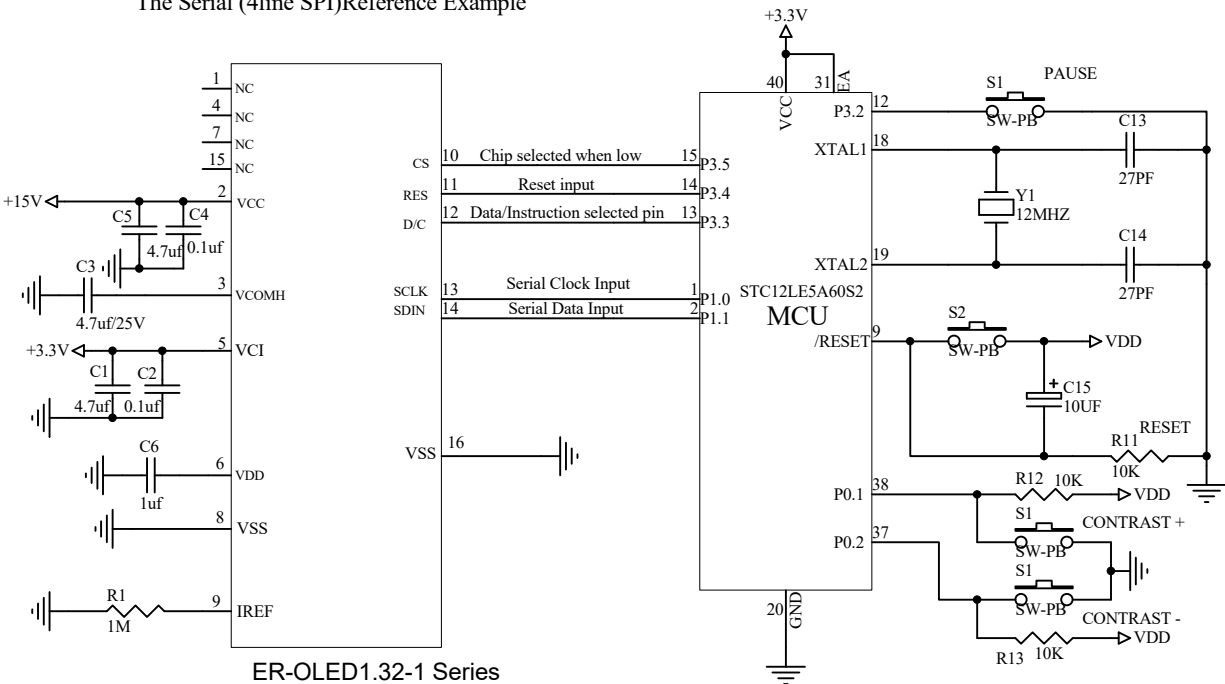 The Serial (4line SPI)Reference Example
+3.3V
40
31
VCC
EA
1
NC
4
NC
7
NC
15
NC
+15V
2
VCC
C5
C4
4.7uf
0.1uf
C3
4.7uf/25V
3
VCOMH
+3.3V
5
VCI
C1
C2
4.7uf
0.1uf
C6
1uf
6
VDD
8
VSS
R1
1M
9
IREF
CS
10
Chip selected when low
15
P3.5
RES
11
Reset input
14
P3.4
D/C
12
Data/Instruction selected pin
13
P3.3
SCLK
13
Serial Clock Input
1
P1.0
SDIN
14
Serial Data Input
2
P1.1
VSS
16
ER-OLED1.32-1 Series
STC12LE5A60S2
MCU
P3.2
12
S1
PAUSE
SW-PB
XTAL1
18
C13
27PF
Y1
12MHZ
XTAL2
19
C14
27PF
/RESET
9
S2
SW-PB
VDD
C15
10UF
R11
RESET
10K
P0.1
38
R12
10K
VDD
S1
CONTRAST +
SW-PB
P0.2
37
S1
SW-PB
CONTRAST -
R13
10K
VDD
20
GND